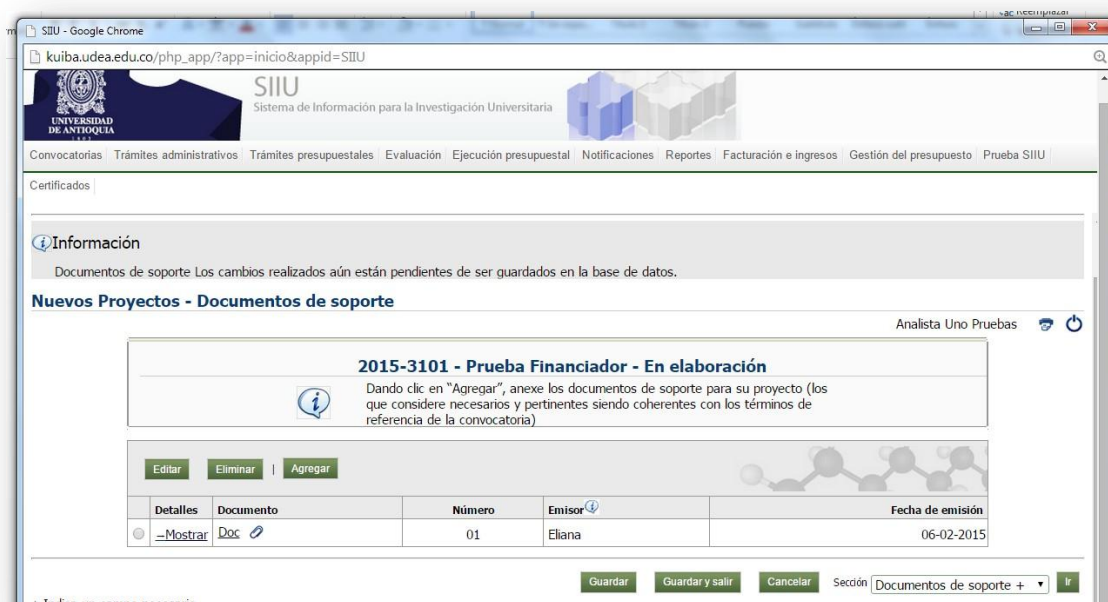 Reemplazar
SIIU - Google Chrome
kuiba.udea.edu.co/php_app/?app=inicio&appid=SIIU
UNIVERSIDAD
DE ANTIOQUIA
1803
SIIU
Sistema de Información para la Investigación Universitaria
Convocatorias Trámites administrativos Trámites presupuestales Evaluación Ejecución presupuestal Notificaciones Reportes Facturación e ingresos Gestión del presupuesto Prueba SIIU
Certificados
Información
Documentos de soporte Los cambios realizados aún están pendientes de ser guardados en la base de datos.
Nuevos Proyectos - Documentos de soporte
Analista Uno Pruebas
2015-3101 - Prueba Financiador - En elaboración
Dando clic en "Agregar", anexe los documentos de soporte para su proyecto (los
que considere necesarios y pertinentes siendo coherentes con los términos de
referencia de la convocatoria)
Editar Eliminar | Agregar
Detalles Documento Número Emisor Fecha de emisión
–Mostrar Doc 01 Eliana 06-02-2015
Guardar Guardar y salir Cancelar Sección Documentos de soporte + Ir